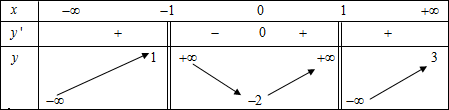 x −∞ −1 0 1 +∞
y' + − 0 + +
y −∞ 1 +∞ −2 +∞ −∞ 3